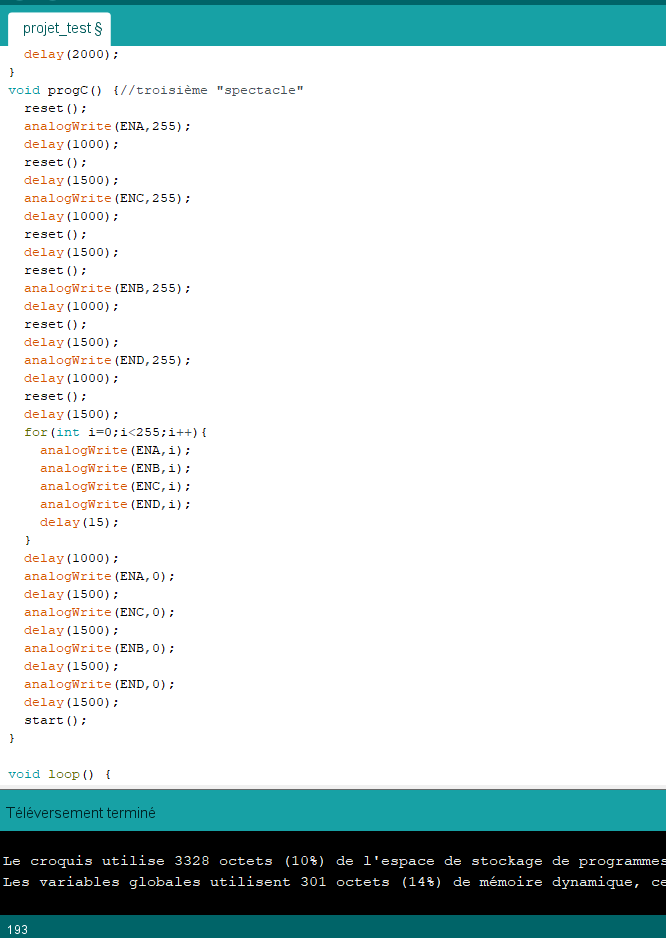 projet_test §
delay(2000);
}
void progC() {//troisième "spectacle"
reset();
analogWrite(ENA,255);
delay(1000);
reset();
delay(1500);
analogWrite(ENC,255);
delay(1000);
reset();
delay(1500);
reset();
analogWrite(ENB,255);
delay(1000);
reset();
delay(1500);
analogWrite(END,255);
delay(1000);
reset();
delay(1500);
for(int i=0;i<255;i++){
analogWrite(ENA,i);
analogWrite(ENB,i);
analogWrite(ENC,i);
analogWrite(END,i);
delay(15);
}
delay(1000);
analogWrite(ENA,0);
delay(1500);
analogWrite(ENC,0);
delay(1500);
analogWrite(ENB,0);
delay(1500);
analogWrite(END,0);
delay(1500);
start();
}
void loop() {
Téléversement terminé
Le croquis utilise 3328 octets (10%) de l'espace de stockage de programmes
Les variables globales utilisent 301 octets (14%) de mémoire dynamique, ce
193